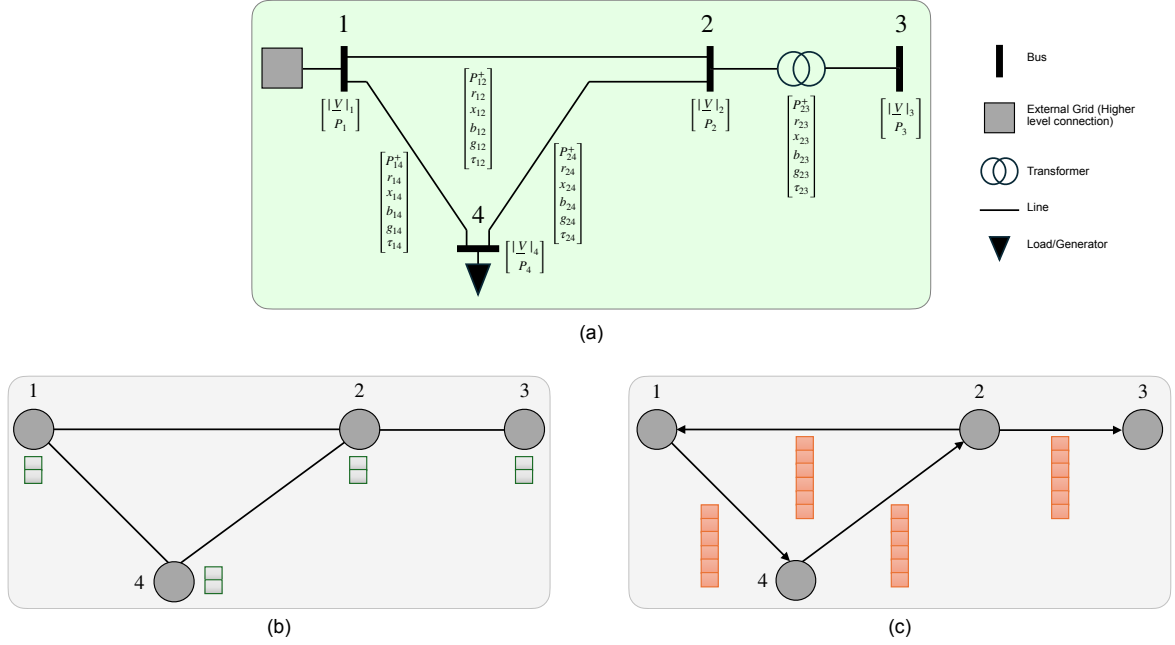 1 2 3
Bus
[|V|₁ P₁]
[P₁₂⁺ r₁₂ x₁₂ b₁₂ g₁₂ τ₁₂]
[|V|₂ P₂]
[P₂₃⁺ r₂₃ x₂₃ b₂₃ g₂₃ τ₂₃]
[|V|₃ P₃]
External Grid (Higher
level connection)
[P₁₄⁺ r₁₄ x₁₄ b₁₄ g₁₄ τ₁₄]
[P₂₄⁺ r₂₄ x₂₄ b₂₄ g₂₄ τ₂₄]
Transformer
Line
4
[|V|₄ P₄]
Load/Generator
(a)
1 2 3
4
(b)
1 2 3
4
(c)